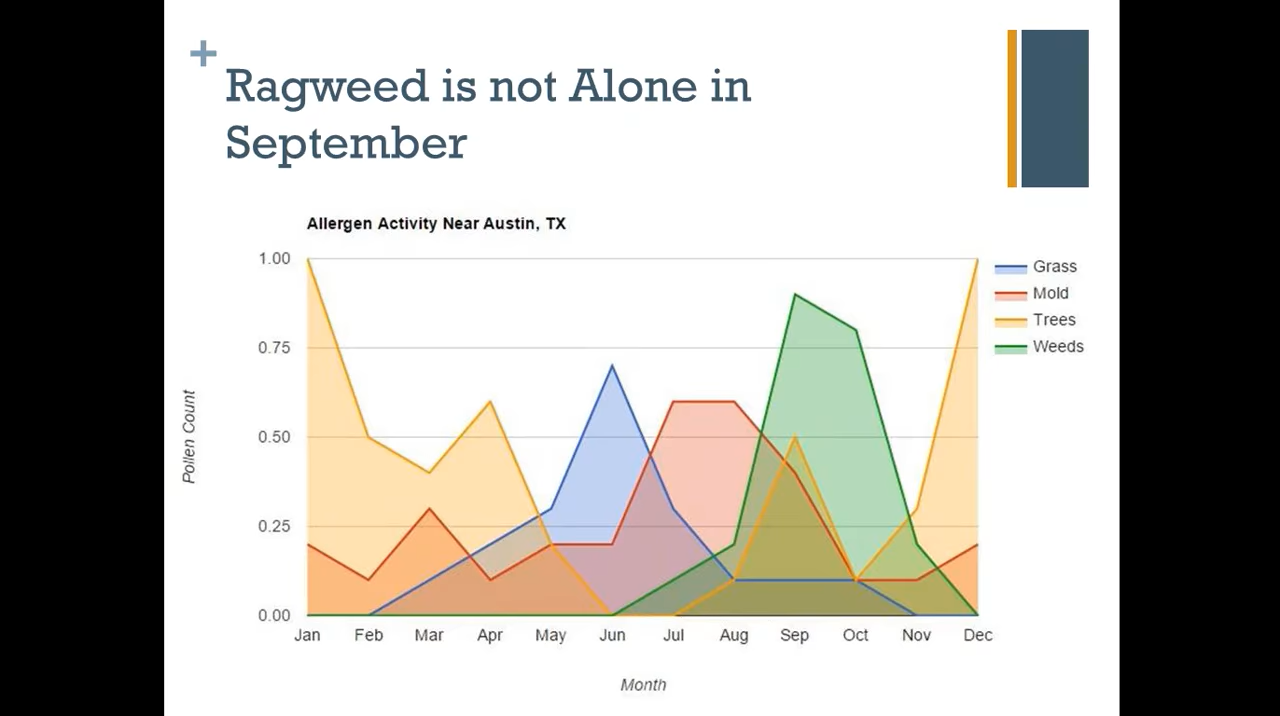 +
Ragweed is not Alone in
September
Allergen Activity Near Austin, TX
1.00
0.75
0.50
0.25
0.00
Pollen Count
Jan Feb Mar Apr May Jun Jul Aug Sep Oct Nov Dec
Month
Grass
Mold
Trees
Weeds